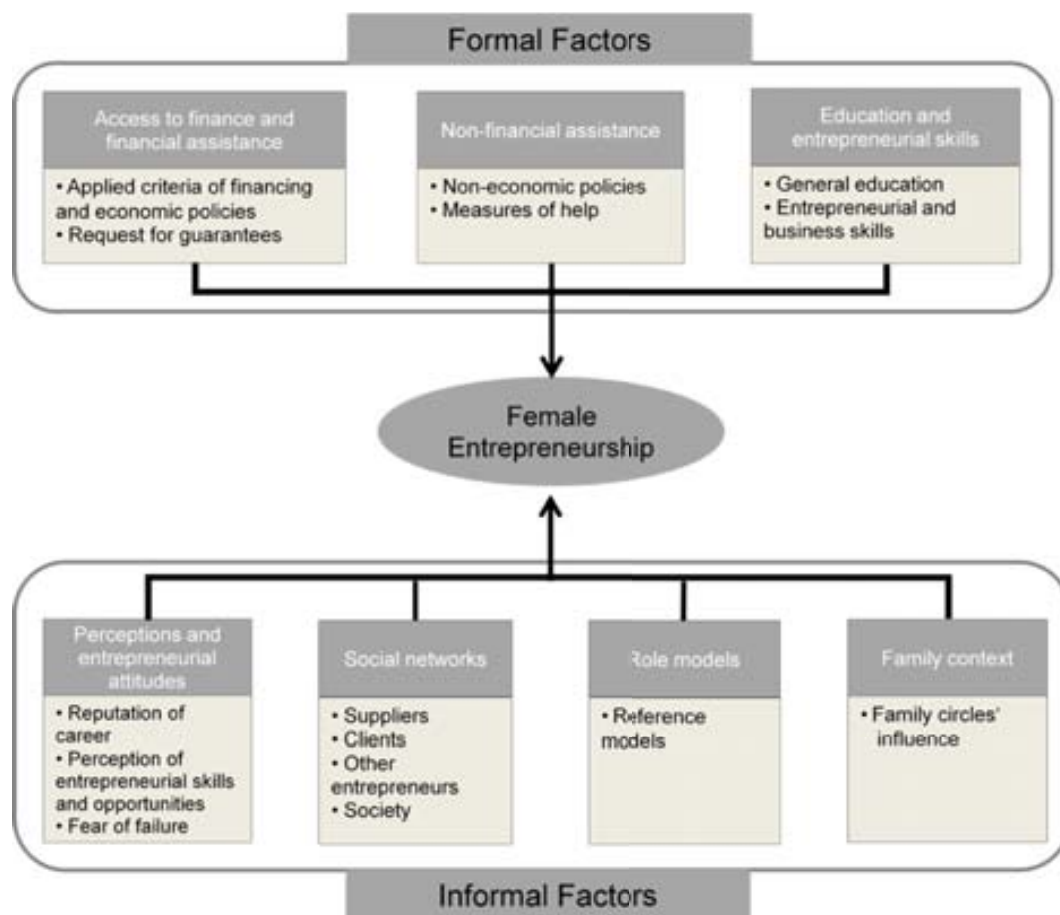 Formal Factors
Access to finance and
financial assistance
• Applied criteria of financing
and economic policies
• Request for guarantees
Non-financial assistance
• Non-economic policies
• Measures of help
Education and
entrepreneurial skills
• General education
• Entrepreneurial and
business skills
Female
Entrepreneurship
Perceptions and
entrepreneurial
attitudes
• Reputation of
career
• Perception of
entrepreneurial skills
and opportunities
• Fear of failure
Social networks
• Suppliers
• Clients
• Other
entrepreneurs
• Society
Role models
• Reference
models
Family context
• Family circles'
influence
Informal Factors